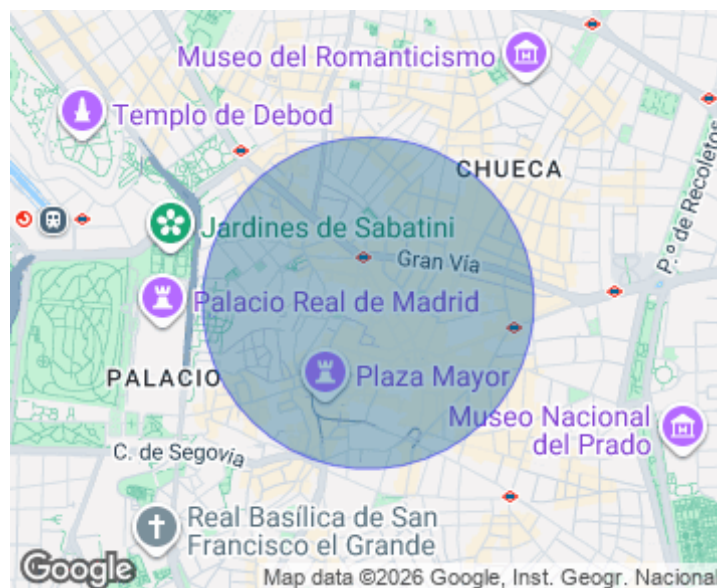 Museo del Romanticismo
Templo de Debod
CHUECA
P.º de Recoletos
Jardines de Sabatini
Gran Vía
Palacio Real de Madrid
PALACIO
Plaza Mayor
Museo Nacional
del Prado
C. de Segovia
Real Basílica de San
Francisco el Grande
Google
Map data ©2026 Google, Inst. Geogr. Nacional